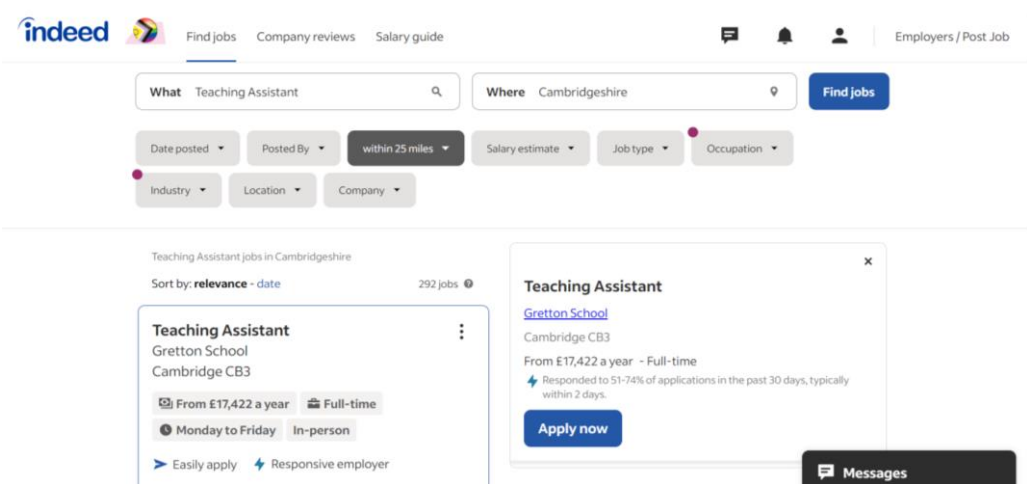 indeed
Find jobs Company reviews Salary guide Employers / Post Job
What Teaching Assistant Where Cambridgeshire Find jobs
Date posted Posted By within 25 miles Salary estimate Job type Occupation
Industry Location Company
Teaching Assistant jobs in Cambridgeshire
Sort by: relevance - date 292 jobs
Teaching Assistant
Gretton School
Cambridge CB3
From £17,422 a year Full-time
Monday to Friday In-person
Easily apply Responsive employer
Teaching Assistant
Gretton School
Cambridge CB3
From £17,422 a year - Full-time
Responded to 51-74% of applications in the past 30 days, typically
within 2 days.
Apply now
Messages